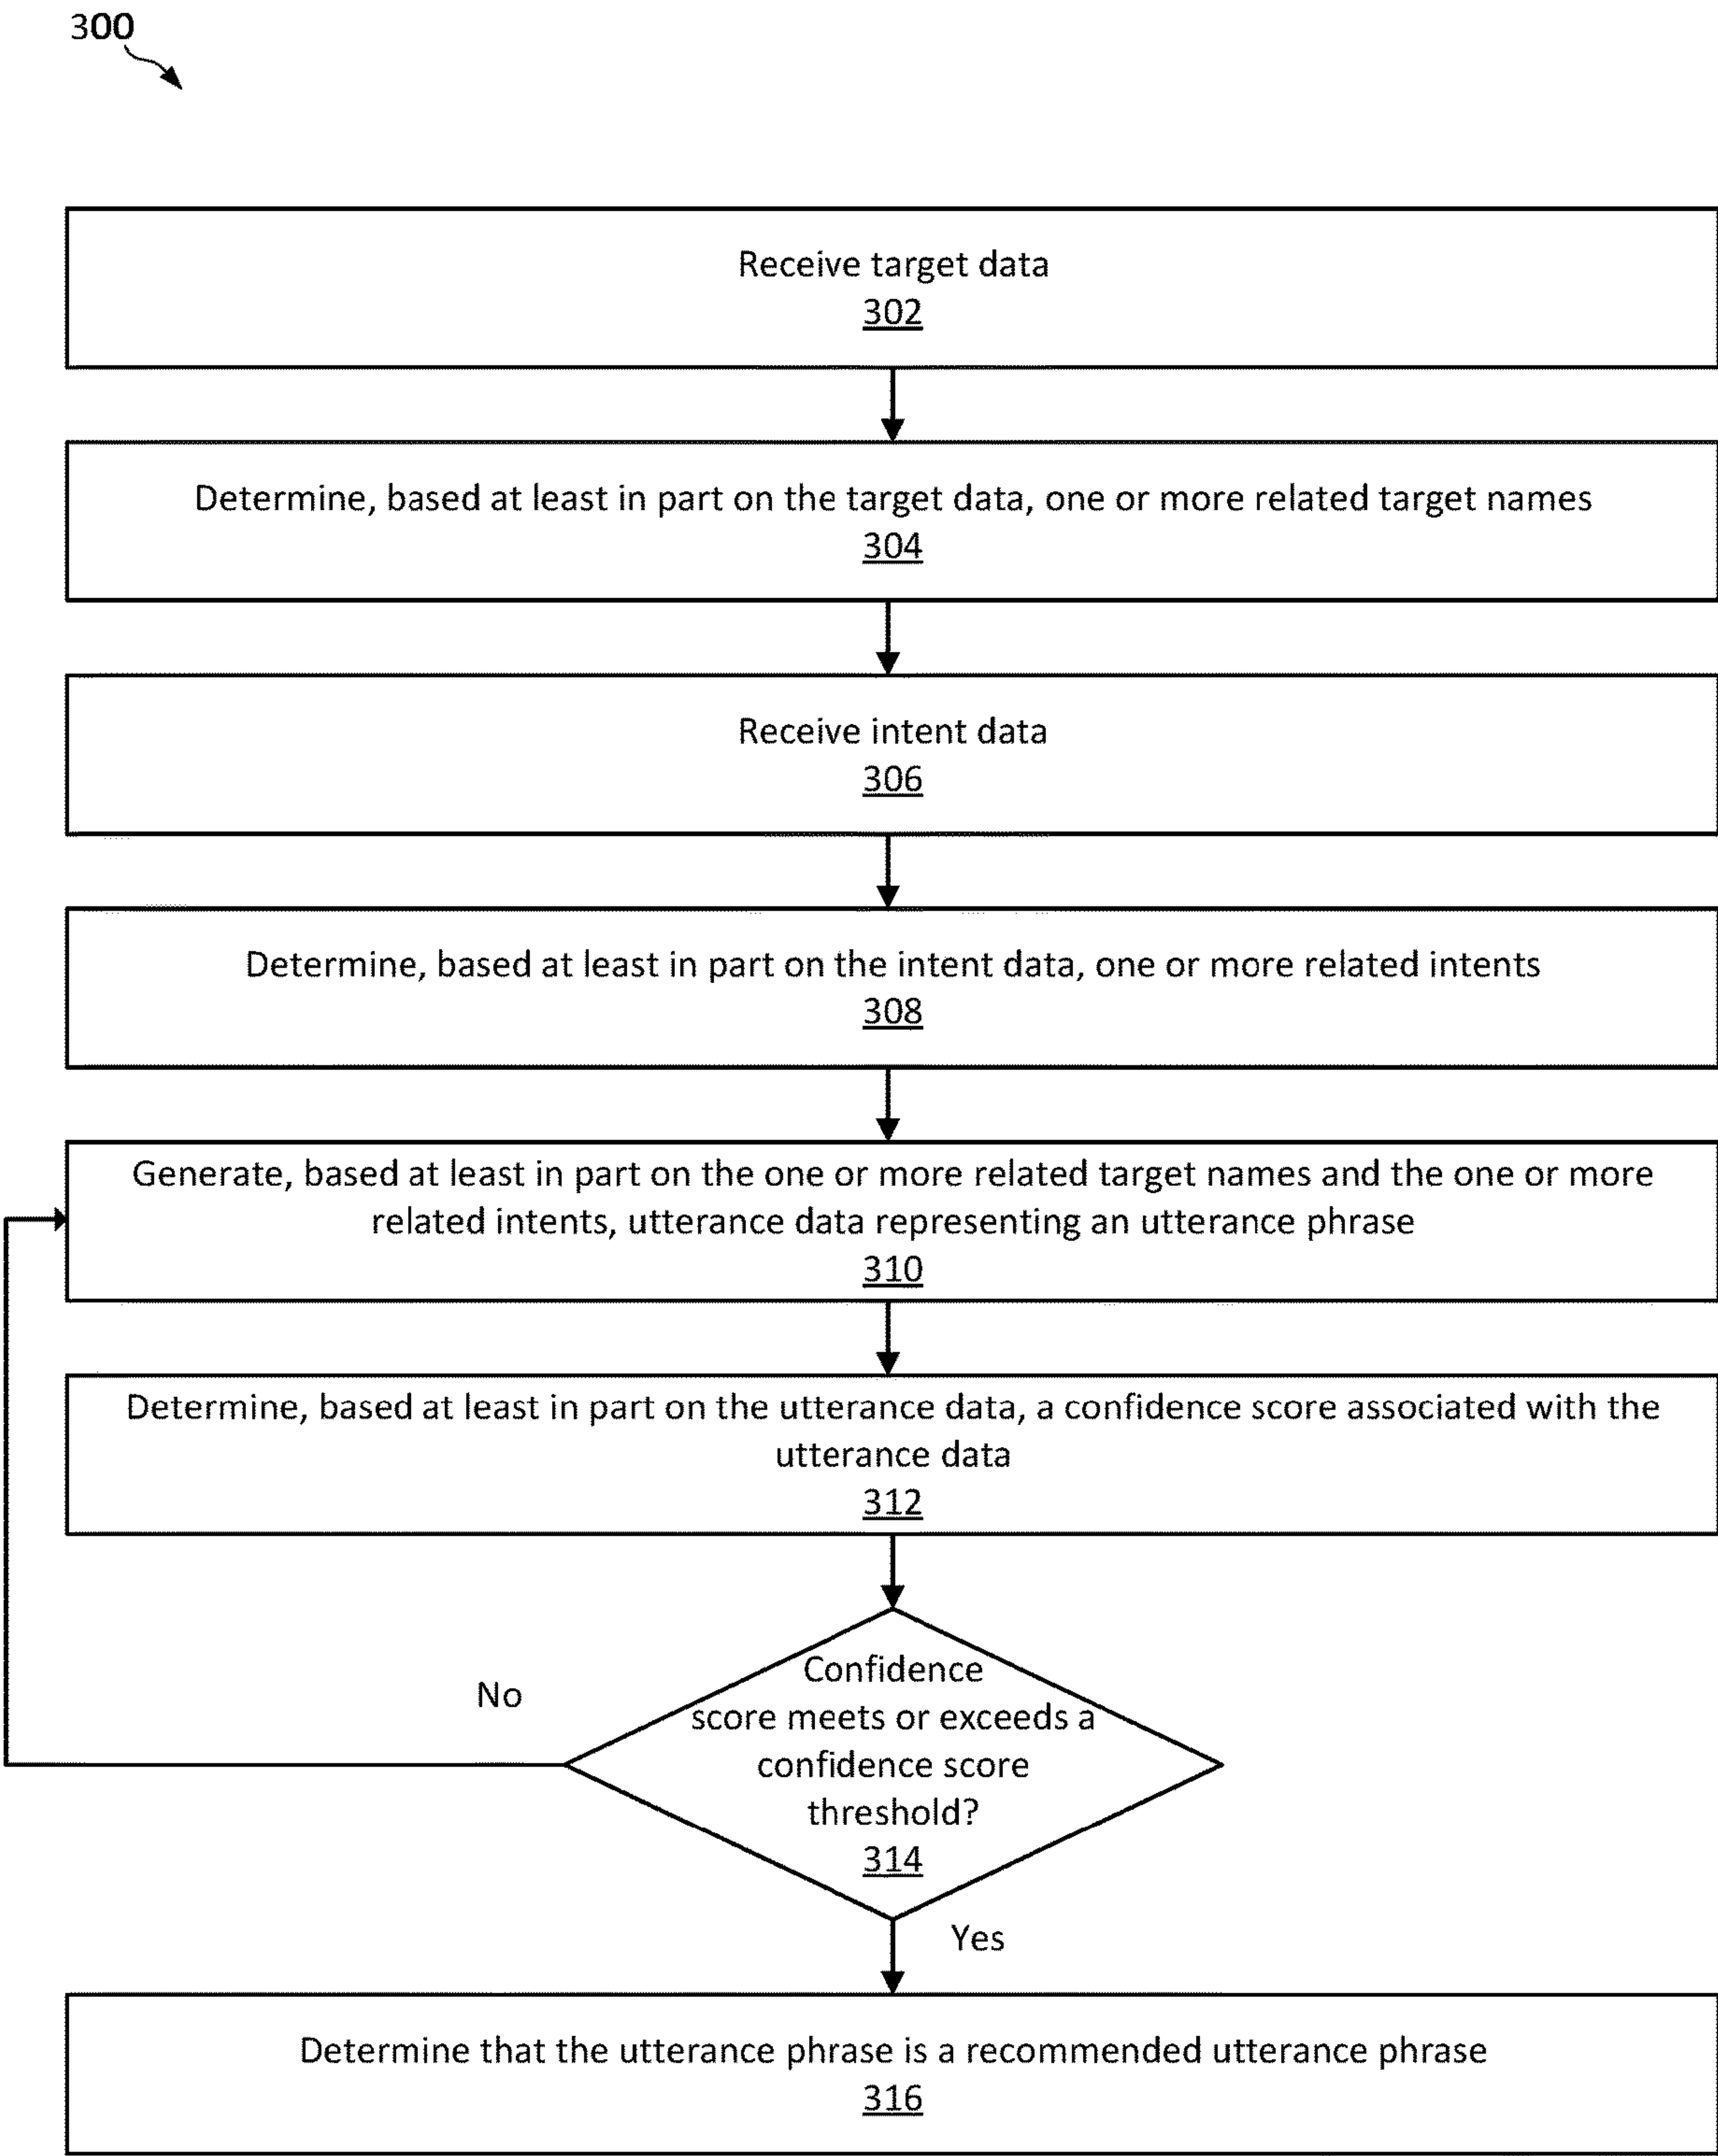 300
Receive target data
302
Determine, based at least in part on the target data, one or more related target names
304
Receive intent data
306
Determine, based at least in part on the intent data, one or more related intents
308
Generate, based at least in part on the one or more related target names and the one or more
related intents, utterance data representing an utterance phrase
310
Determine, based at least in part on the utterance data, a confidence score associated with the
utterance data
312
Confidence
score meets or exceeds a
confidence score
threshold?
314
No
Yes
Determine that the utterance phrase is a recommended utterance phrase
316